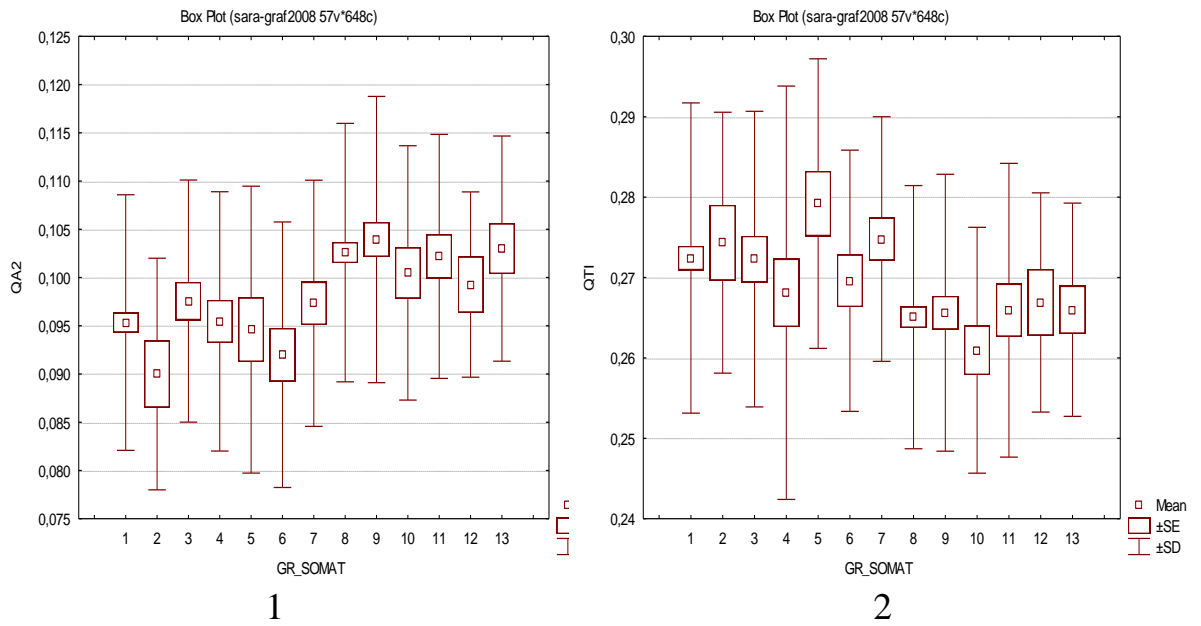 Box Plot (sara-graf2008 57v*648c)
QA2
0,125
0,120
0,115
0,110
0,105
0,100
0,095
0,090
0,085
0,080
0,075
1 2 3 4 5 6 7 8 9 10 11 12 13
GR_SOMAT
1
Box Plot (sara-graf2008 57v*648c)
QTI
0,30
0,29
0,28
0,27
0,26
0,25
0,24
1 2 3 4 5 6 7 8 9 10 11 12 13
GR_SOMAT
Mean
±SE
±SD
2